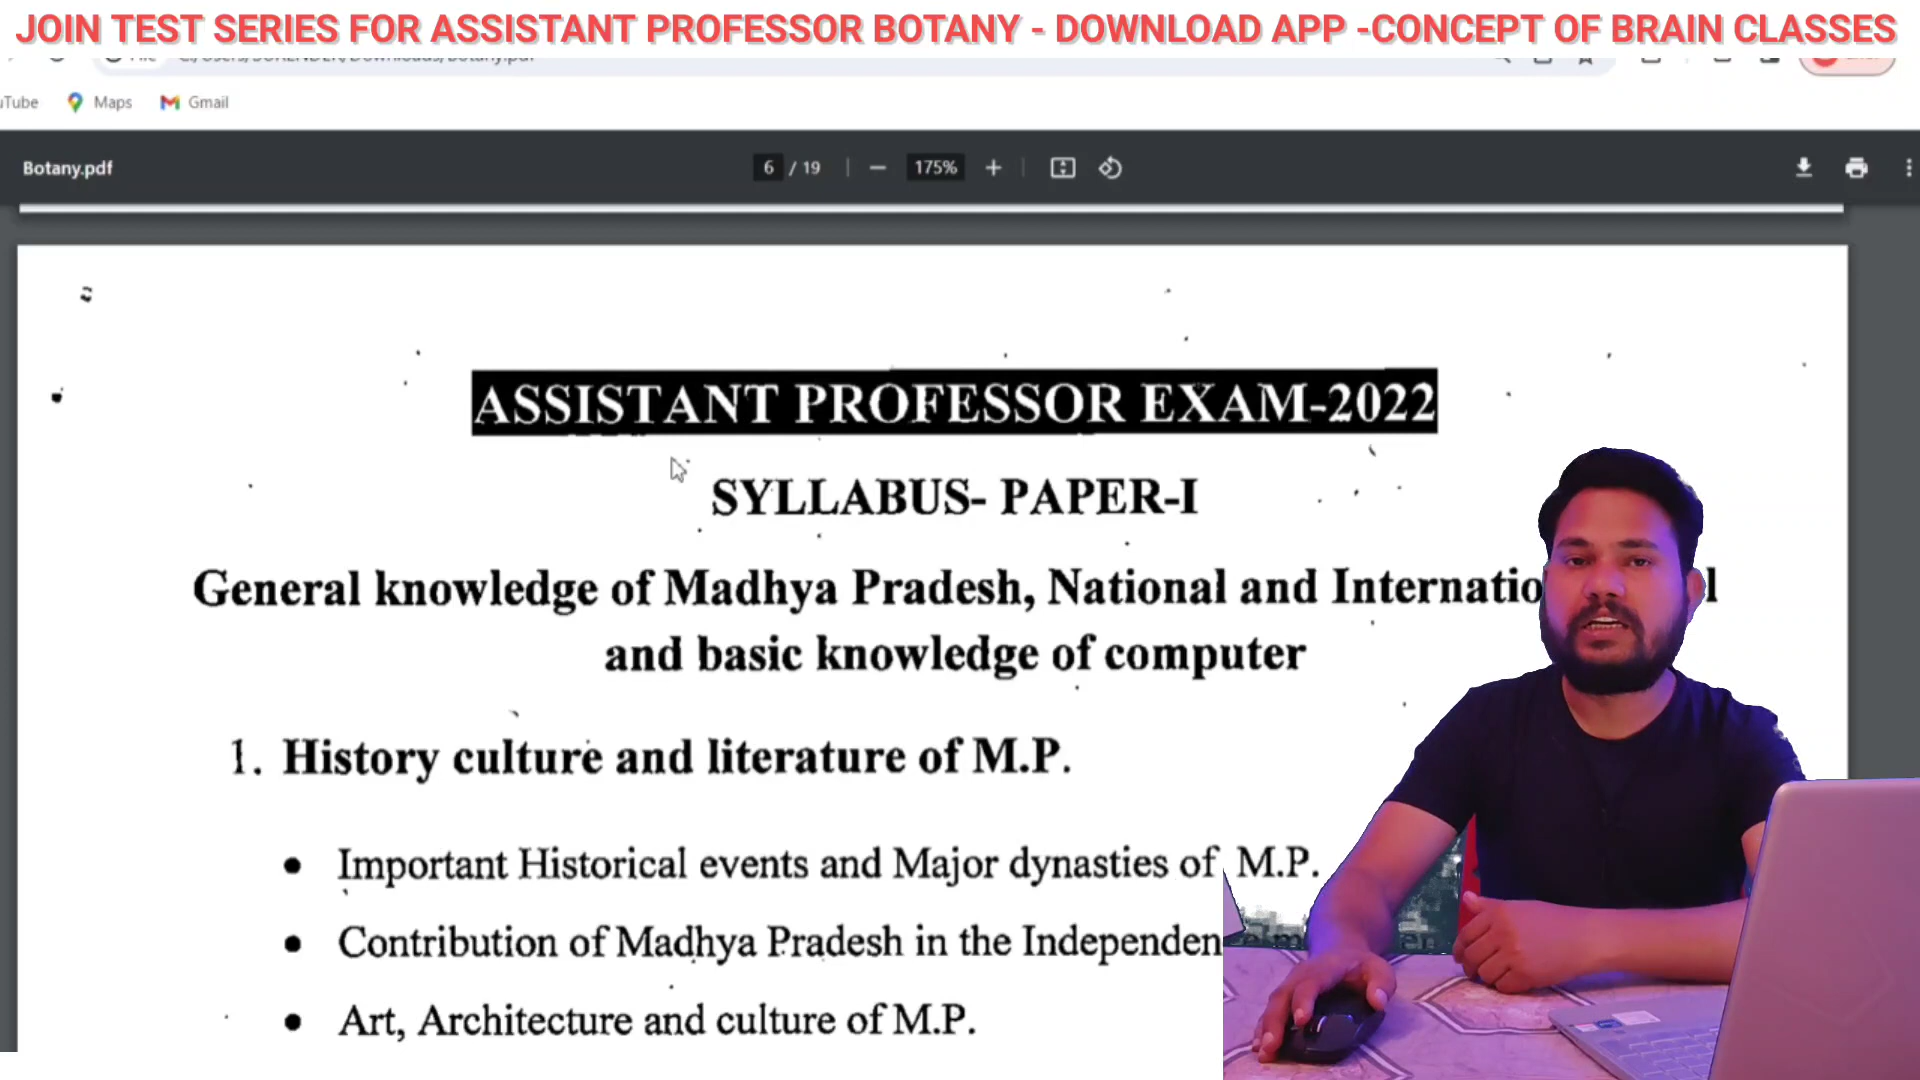 JOIN TEST SERIES FOR ASSISTANT PROFESSOR BOTANY - DOWNLOAD APP -CONCEPT OF BRAIN CLASSES
uTube Maps Gmail
Botany.pdf 6 / 19 175%
ASSISTANT PROFESSOR EXAM-2022
SYLLABUS- PAPER-I
General knowledge of Madhya Pradesh, National and Internatio l
and basic knowledge of computer
1. History culture and literature of M.P.
• Important Historical events and Major dynasties of M.P.
• Contribution of Madhya Pradesh in the Independen
• Art, Architecture and culture of M.P.